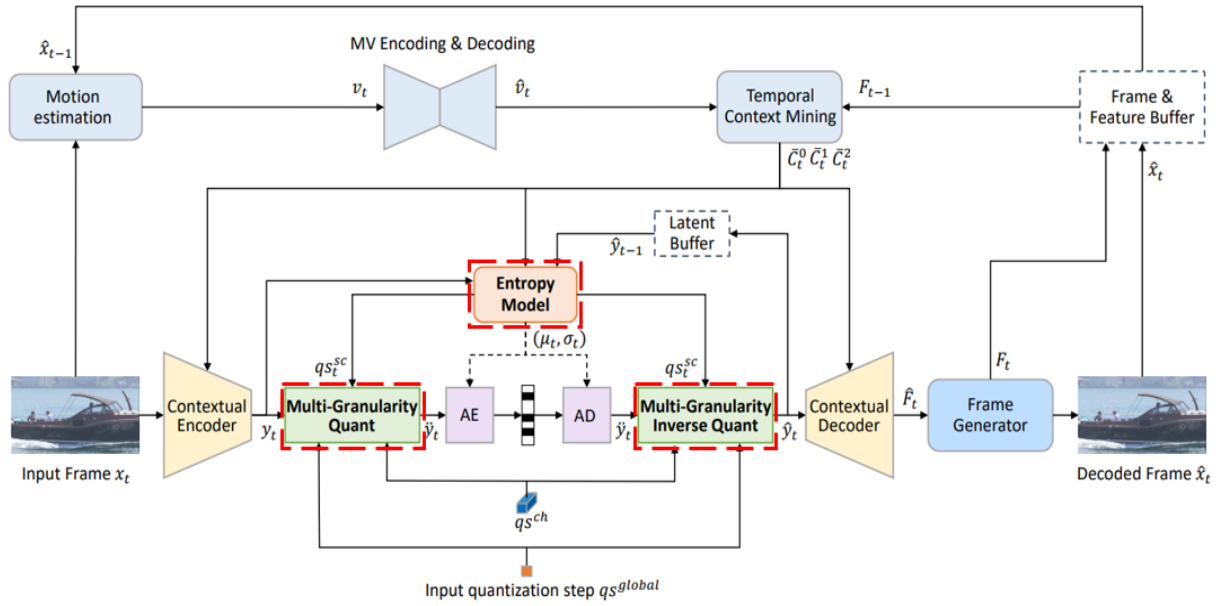 MV Encoding & Decoding
x̂_{t-1}
Motion
estimation
v_t
v̂_t
Temporal
Context Mining
F_{t-1}
Frame &
Feature Buffer
C̄_t^0 C̄_t^1 C̄_t^2
x̂_t
Latent
Buffer
ŷ_{t-1}
Entropy
Model
(μ_t, σ_t)
qs_t^{sc}
qs_t^{sc}
F_t
Contextual
Encoder
y_t
Multi-Granularity
Quant
ÿ_t
AE
AD
ÿ_t
Multi-Granularity
Inverse Quant
ŷ_t
Contextual
Decoder
F̂_t
Frame
Generator
Input Frame x_t
Decoded Frame x̂_t
qs^{ch}
Input quantization step qs^{global}